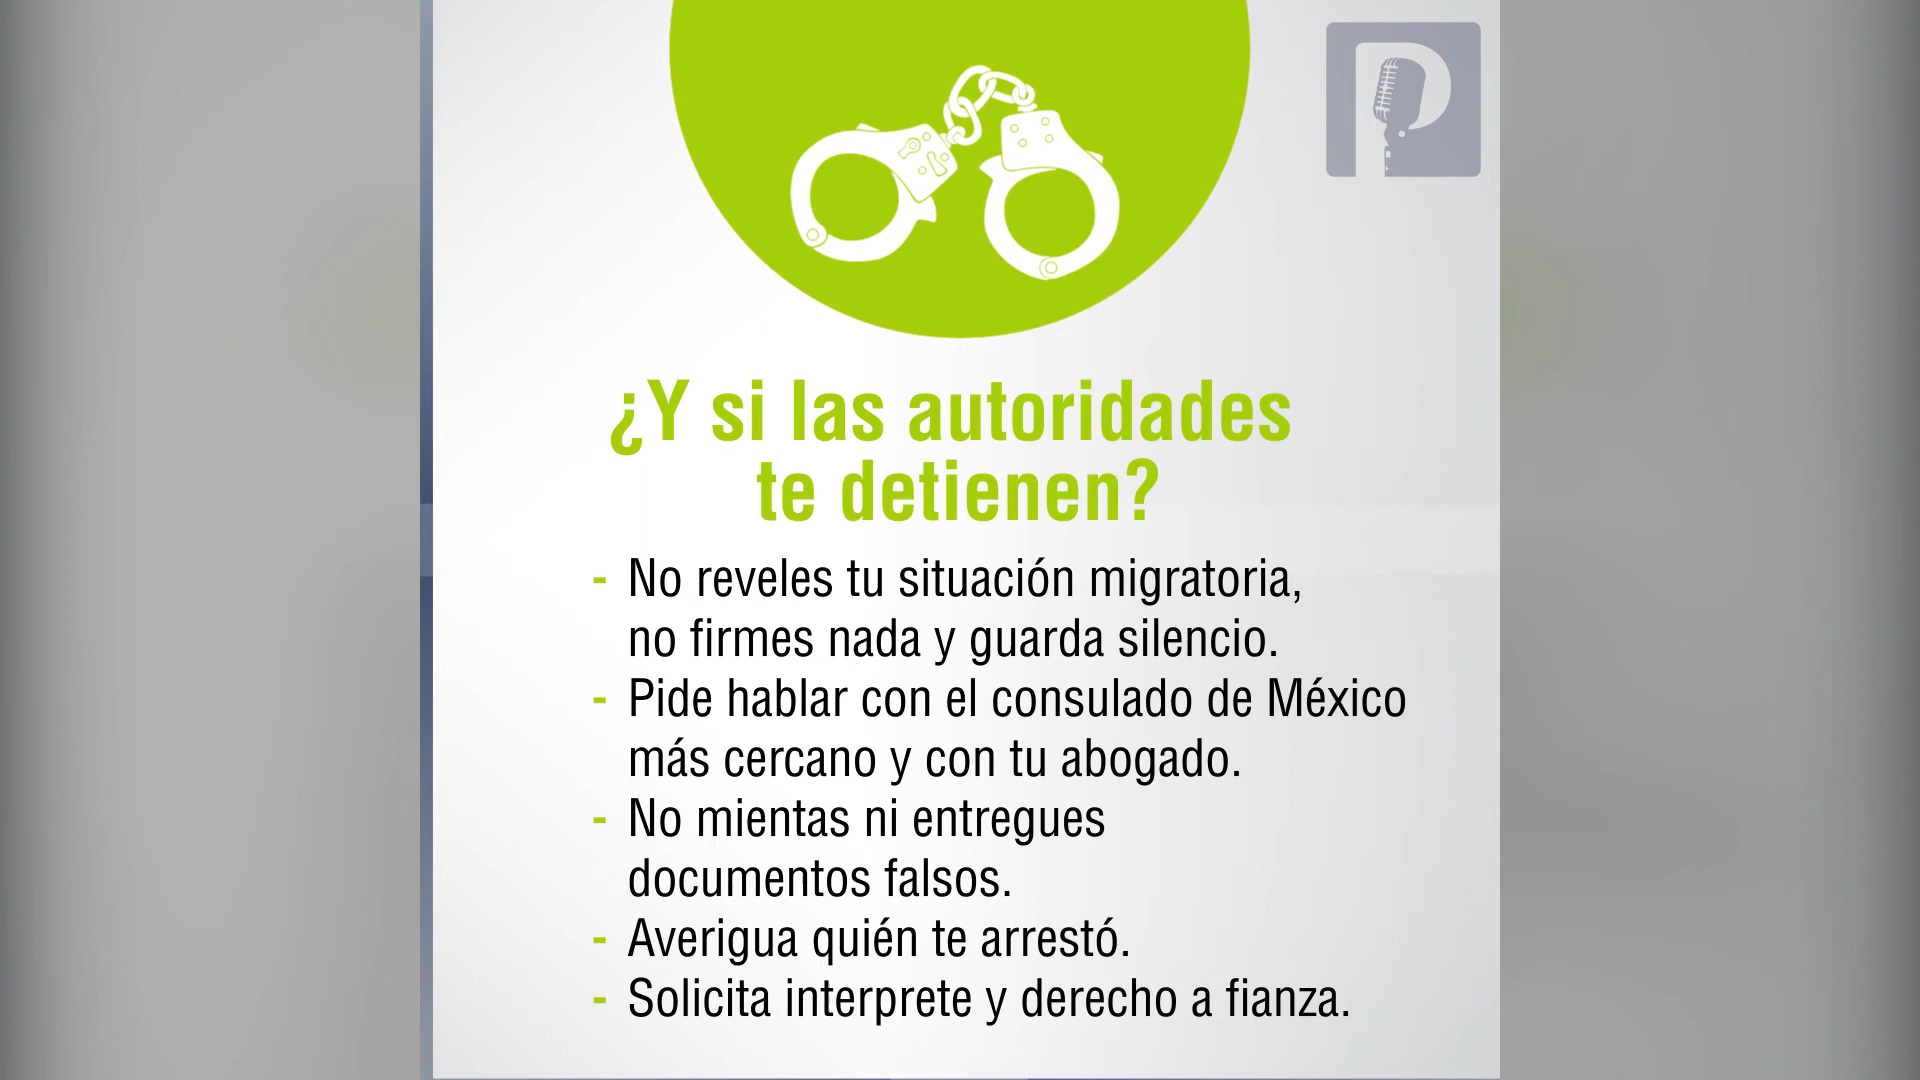 ¿Y si las autoridades
te detienen?
- No reveles tu situación migratoria,
no firmes nada y guarda silencio.
- Pide hablar con el consulado de México
más cercano y con tu abogado.
- No mientas ni entregues
documentos falsos.
- Averigua quién te arrestó.
- Solicita interprete y derecho a fianza.